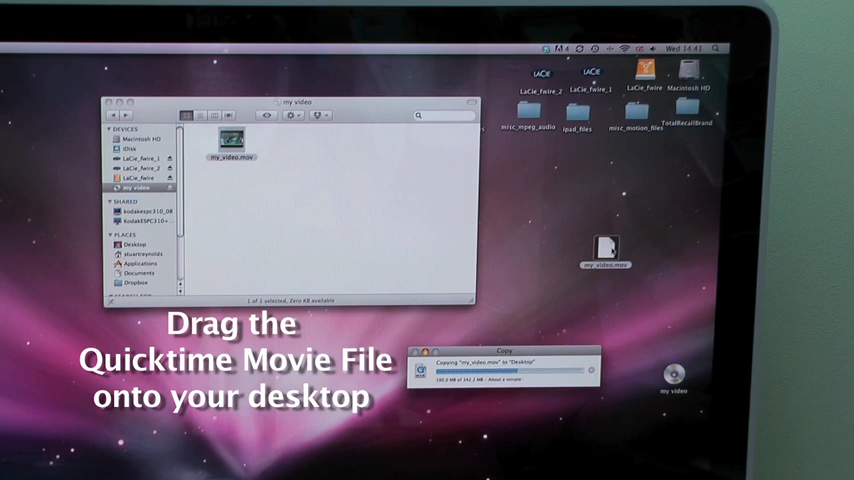 4
Wed 14:43
LaCie
LaCie
LaCie_fwire_2
LaCie_fwire_1
LaCie_fwire
Macintosh HD
misc_mpeg_audio
ipad_files
misc_motion_files
TotalRecallBrand
my video
DEVICES
Macintosh HD
iDisk
LaCie_fwire_1
LaCie_fwire_2
LaCie_fwire
my video
SHARED
kodakespc310_08
KodakESPC310+...
PLACES
Desktop
stuartreynolds
Applications
Documents
Dropbox
my_video.mov
1 of 1 selected, Zero KB available
my_video.mov
Drag the
Quicktime Movie File
onto your desktop
Copy
Copying "my_video.mov" to "Desktop"
my video